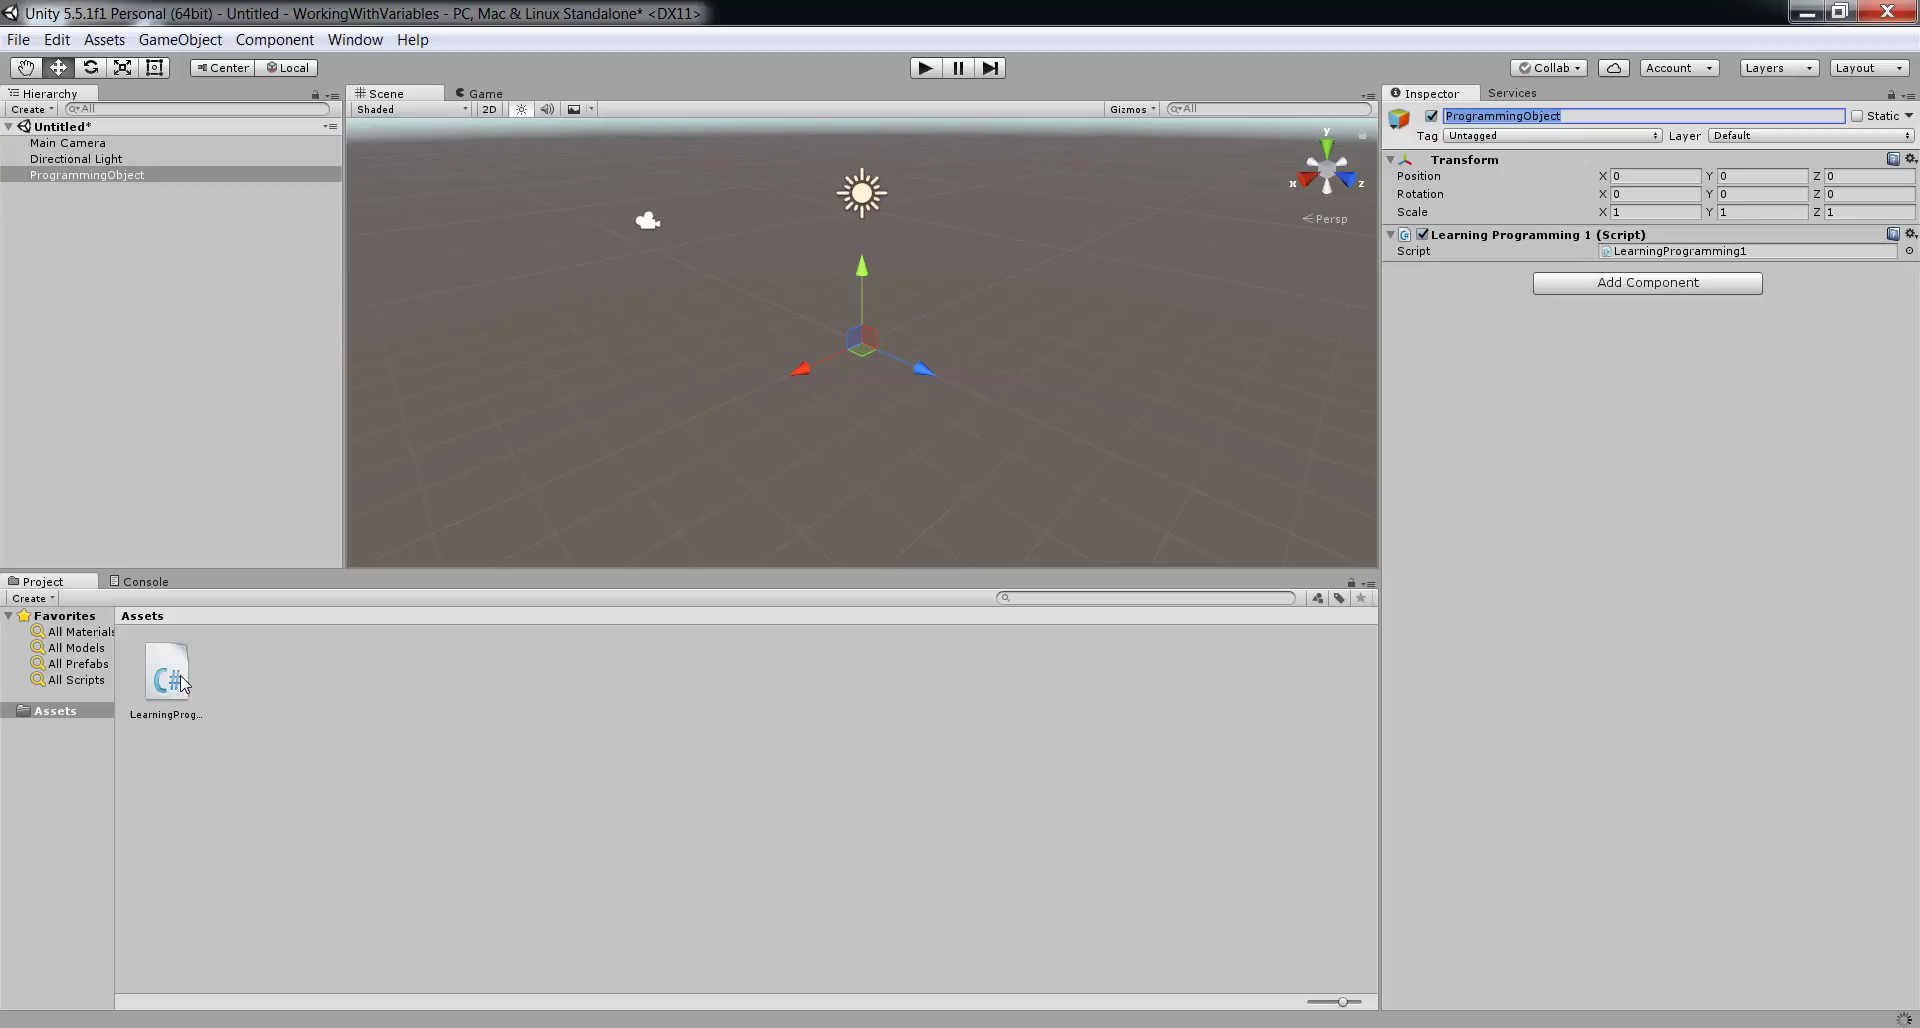 Unity 5.5.1f1 Personal (64bit) - Untitled - WorkingWithVariables - PC, Mac & Linux Standalone* <DX11>
File Edit Assets GameObject Component Window Help
Center Local Collab Account Layers Layout
Hierarchy
Create All
Untitled*
Main Camera
Directional Light
ProgrammingObject
Scene Game
Shaded 2D Gizmos All
y
x z
Persp
Inspector Services
ProgrammingObject Static
Tag Untagged Layer Default
Transform
Position X 0 Y 0 Z 0
Rotation X 0 Y 0 Z 0
Scale X 1 Y 1 Z 1
Learning Programming 1 (Script)
Script LearningProgramming1
Add Component
Project Console
Create
Favorites
All Materials
All Models
All Prefabs
All Scripts
Assets
Assets
C#
LearningProg...